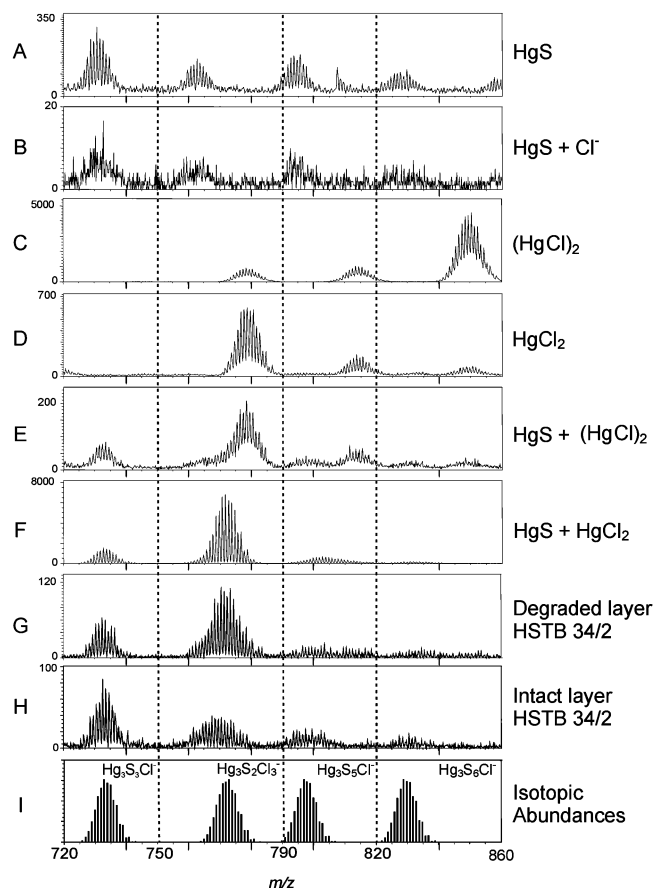 350
A
HgS
0
20
B
HgS + Cl⁻
0
5000
C
(HgCl)₂
0
700
D
HgCl₂
0
200
E
HgS + (HgCl)₂
0
8000
F
HgS + HgCl₂
0
120
G
Degraded layer
HSTB 34/2
0
100
H
Intact layer
HSTB 34/2
0
Hg₃S₃Cl⁻ Hg₃S₂Cl₃⁻ Hg₃S₅Cl⁻ Hg₃S₆Cl⁻
I
Isotopic
Abundances
720 750 790 820 860
m/z